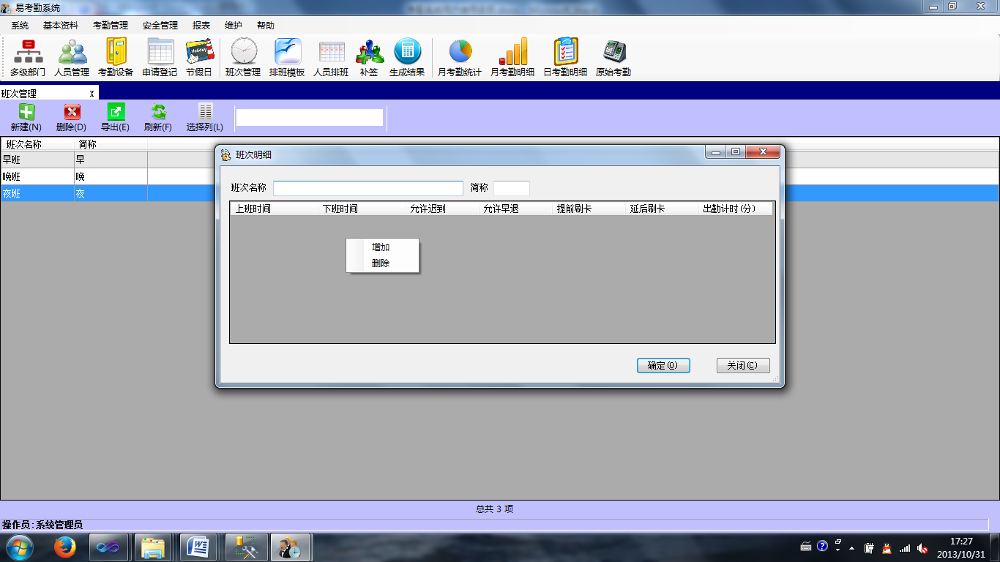 易考勤系统
系统 基本资料 考勤管理 安全管理 报表 维护 帮助
Holiday
多级部门 人员管理 考勤设备 申请登记 节假日 班次管理 排班模板 人员排班 补签 生成结果 月考勤统计 月考勤明细 日考勤明细 原始考勤
班次管理 x
新建(N) 删除(D) 导出(E) 刷新(F) 选择列(L)
班次名称 简称
早班 早
晚班 晚
夜班 夜
班次明细
班次名称 简称
上班时间 下班时间 允许迟到 允许早退 提前刷卡 延后刷卡 出勤计时(分)
增加
删除
确定(O) 关闭(C)
总共 3 项
操作员:系统管理员
17:27
2013/10/31